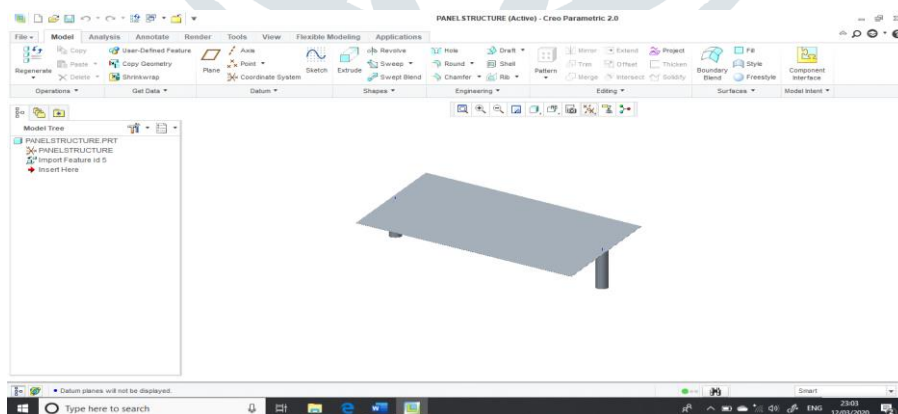 PANELSTRUCTURE (Active) - Creo Parametric 2.0
File Model Analysis Annotate Render Tools View Flexible Modeling Applications
Regenerate
Copy
Paste
Delete
User-Defined Feature
Copy Geometry
Shrinkwrap
Plane
Axis
Point
Coordinate System
Sketch
Extrude
Revolve
Sweep
Swept Blend
Hole
Round
Chamfer
Draft
Shell
Rib
Pattern
Mirror
Trim
Merge
Extend
Offset
Intersect
Project
Thicken
Solidify
Boundary Blend
Fill
Style
Freestyle
Component Interface
Operations Get Data Datum Shapes Engineering Editing Surfaces Model Intent
Model Tree
PANELSTRUCTURE.PRT
PANELSTRUCTURE
Import Feature id 5
Insert Here
Datum planes will not be displayed.
Smart
Type here to search
ENG
23:03
12/03/2020